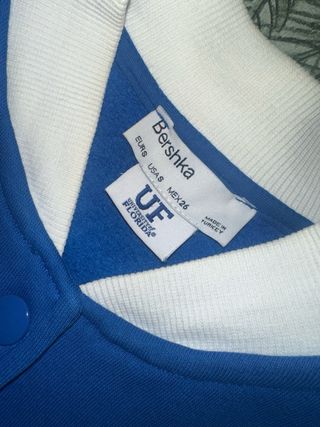 Bershka
EUR S USA S MEX 26
MADE IN
TURKEY
UF
UNIVERSITY of
FLORIDA